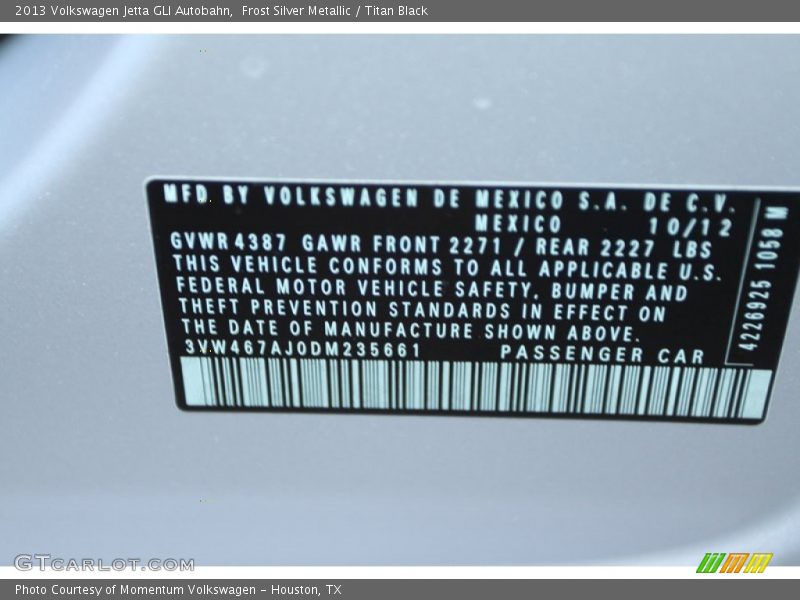 2013 Volkswagen Jetta GLI Autobahn,  Frost Silver Metallic / Titan Black
MFD BY VOLKSWAGEN DE MEXICO S.A. DE C.V.
MEXICO 10/12
GVWR 4387 GAWR FRONT 2271 / REAR 2227 LBS
THIS VEHICLE CONFORMS TO ALL APPLICABLE U.S.
FEDERAL MOTOR VEHICLE SAFETY, BUMPER AND
THEFT PREVENTION STANDARDS IN EFFECT ON
THE DATE OF MANUFACTURE SHOWN ABOVE.
3VW467AJ0DM235661 PASSENGER CAR
4226925 1058 M
GTCARLOT.COM
Photo Courtesy of Momentum Volkswagen - Houston, TX